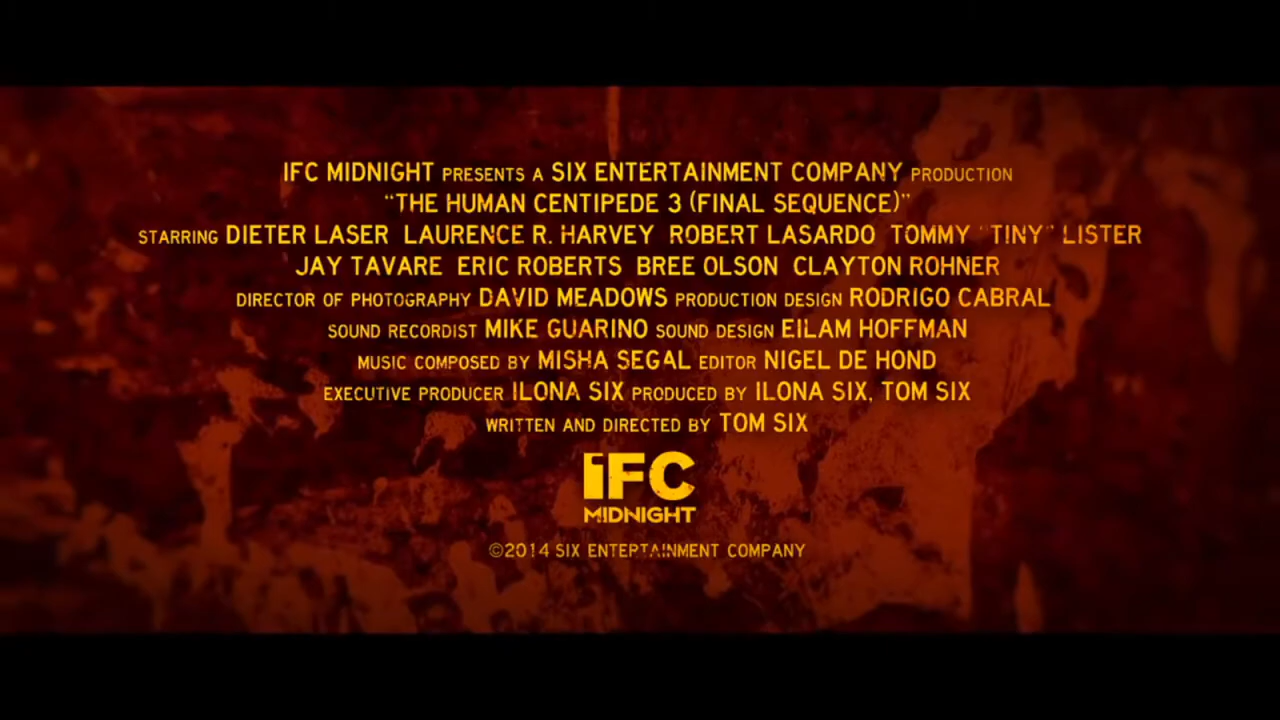 IFC MIDNIGHT PRESENTS A SIX ENTERTAINMENT COMPANY PRODUCTION
“THE HUMAN CENTIPEDE 3 (FINAL SEQUENCE)”
STARRING DIETER LASER LAURENCE R. HARVEY ROBERT LASARDO TOMMY “TINY” LISTER
JAY TAVARE ERIC ROBERTS BREE OLSON CLAYTON ROHNER
DIRECTOR OF PHOTOGRAPHY DAVID MEADOWS PRODUCTION DESIGN RODRIGO CABRAL
SOUND RECORDIST MIKE GUARINO SOUND DESIGN EILAM HOFFMAN
MUSIC COMPOSED BY MISHA SEGAL EDITOR NIGEL DE HOND
EXECUTIVE PRODUCER ILONA SIX PRODUCED BY ILONA SIX, TOM SIX
WRITTEN AND DIRECTED BY TOM SIX
IFC
MIDNIGHT
©2014 SIX ENTERTAINMENT COMPANY